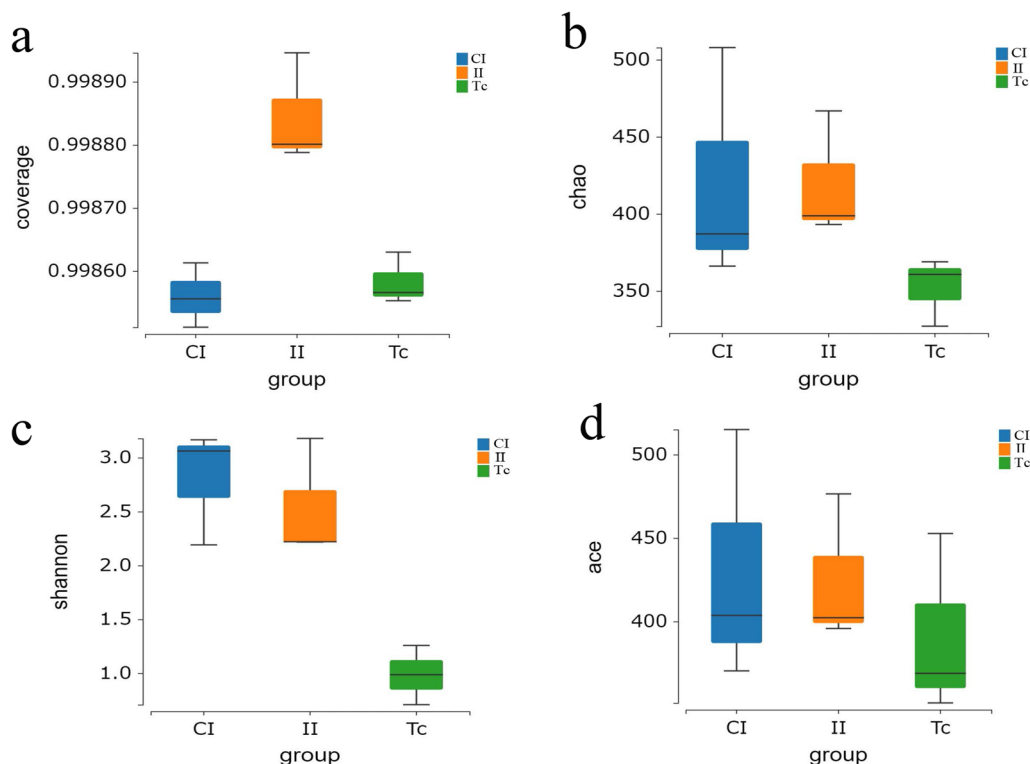 a
coverage
0.99890
0.99880
0.99870
0.99860
CI
II
Tc
group
CI
II
Tc
b
chao
500
450
400
350
CI
II
Tc
group
CI
II
Tc
c
shannon
3.0
2.5
2.0
1.5
1.0
CI
II
Tc
group
CI
II
Tc
d
ace
500
450
400
CI
II
Tc
group
CI
II
Tc